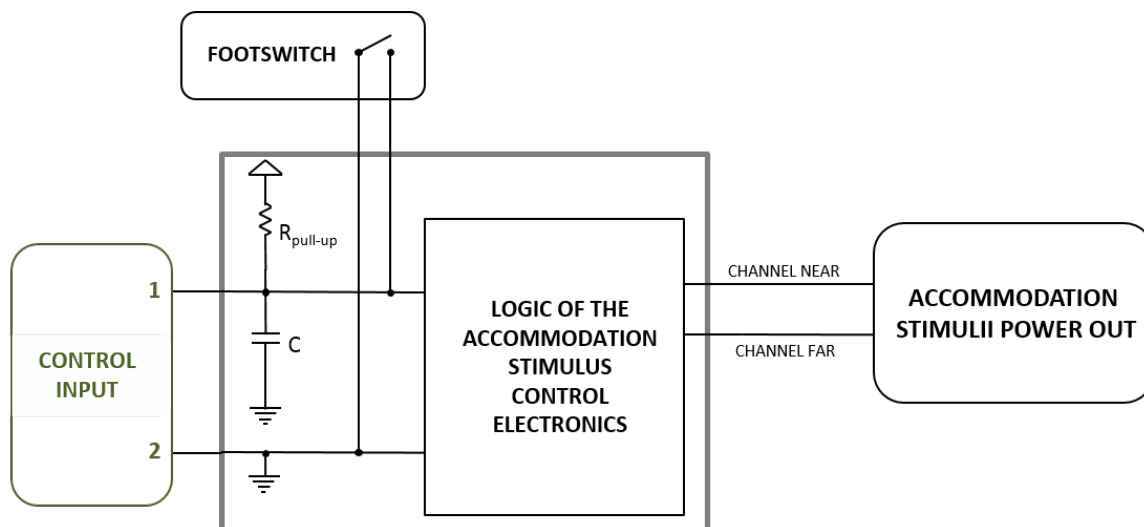 FOOTSWITCH
Rpull-up
1
CONTROL
INPUT
2
C
LOGIC OF THE
ACCOMMODATION
STIMULUS
CONTROL
ELECTRONICS
CHANNEL NEAR
CHANNEL FAR
ACCOMMODATION
STIMULII POWER OUT